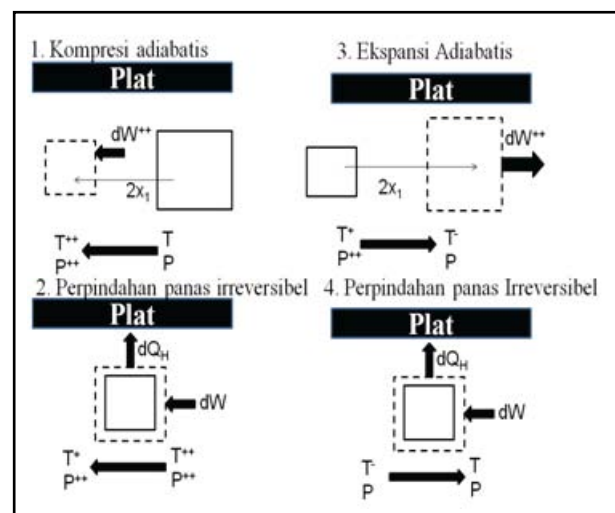 1. Kompresi adiabatis
Plat
dW++
2x1
T++ T
P++ P
3. Ekspansi Adiabatis
Plat
dW++
2x1
T+ T-
P++ P
2. Perpindahan panas irreversibel
Plat
dQH
dW
T+ T++
P++ P++
4. Perpindahan panas Irreversibel
Plat
dQH
dW
T- T
P P